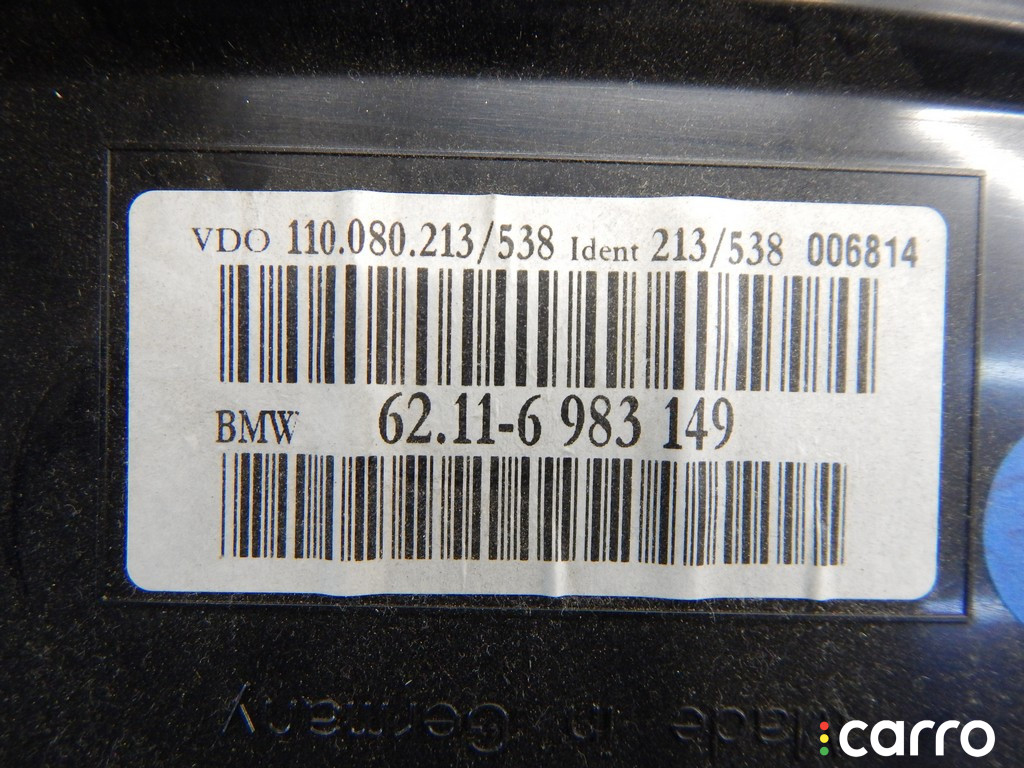 VDO 110.080.213/538 Ident 213/538 006814
BMW 62.11-6 983 149
Made in Germany
carro